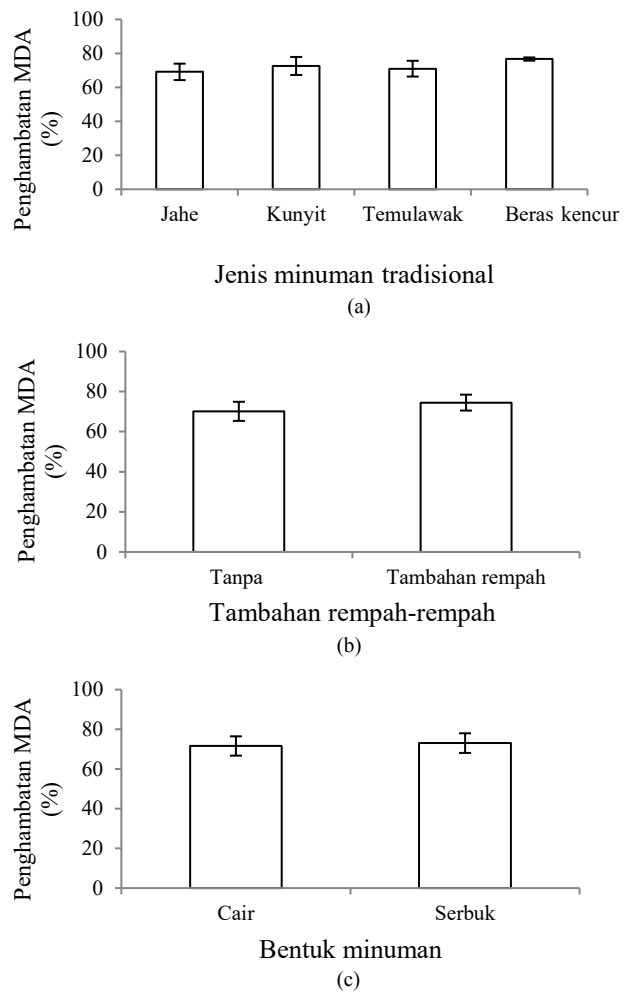 100
80
60
40
20
0
Penghambatan MDA
(%)
Jahe Kunyit Temulawak Beras kencur
Jenis minuman tradisional
(a)
100
80
60
40
20
0
Penghambatan MDA
(%)
Tanpa Tambahan rempah
Tambahan rempah-rempah
(b)
100
80
60
40
20
0
Penghambatan MDA
(%)
Cair Serbuk
Bentuk minuman
(c)